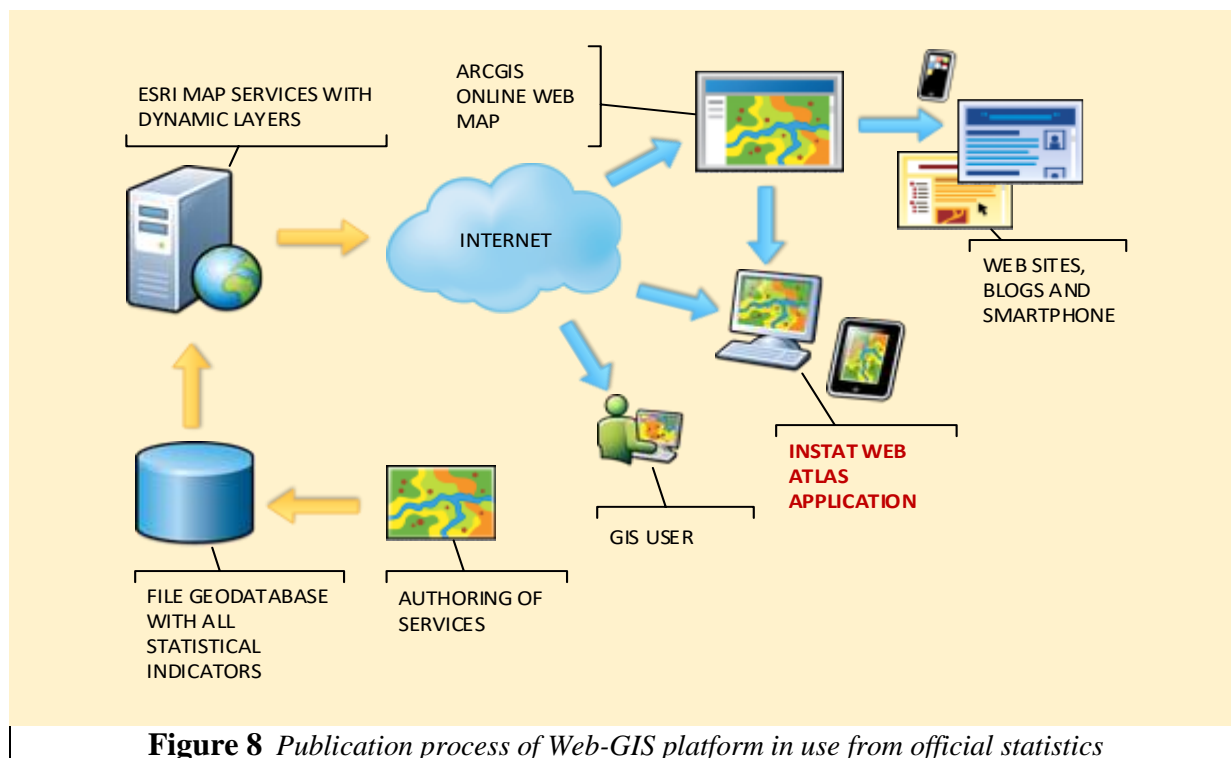 ESRI MAP SERVICES WITH
DYNAMIC LAYERS
ARCGIS
ONLINE WEB
MAP
INTERNET
WEB SITES,
BLOGS AND
SMARTPHONE
INSTAT WEB
ATLAS
APPLICATION
GIS USER
FILE GEODATABASE
WITH ALL
STATISTICAL
INDICATORS
AUTHORING OF
SERVICES
Figure 8 Publication process of Web-GIS platform in use from official statistics